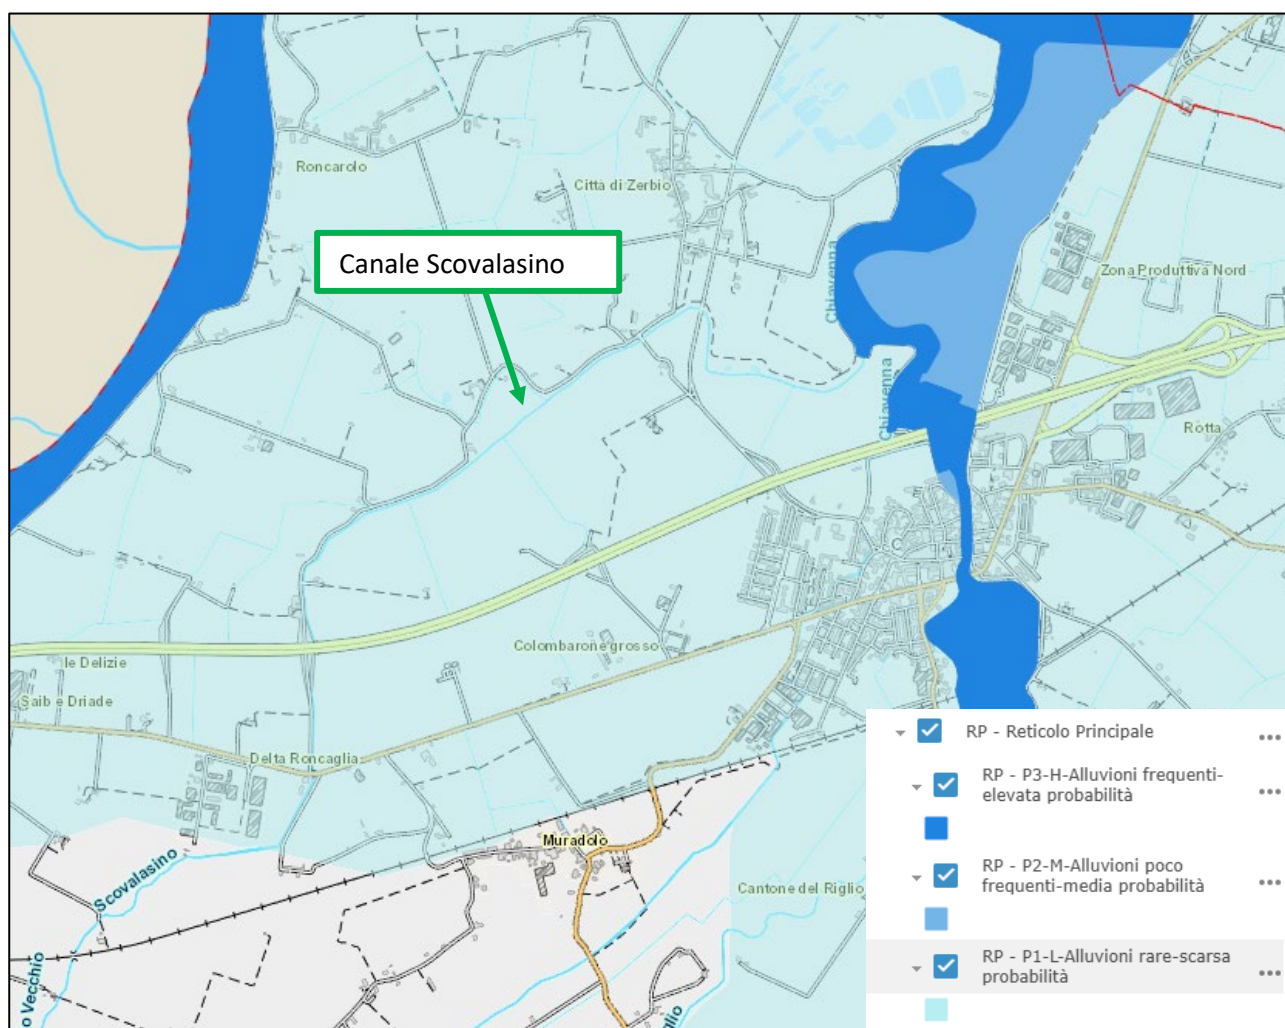 Roncarolo
Città di Zerbio
Canale Scovalasino
Chiavenna
Zona Produttiva Nord
Chiavenna
Rotta
Colombarone grosso
le Delizie
Saib e Driade
Delta Roncaglia
Muradolo
Scovalasino
Cantone del Riglio
o Vecchio
glio
RP - Reticolo Principale
RP - P3-H-Alluvioni frequenti-
elevata probabilità
RP - P2-M-Alluvioni poco
frequenti-media probabilità
RP - P1-L-Alluvioni rare-scarsa
probabilità